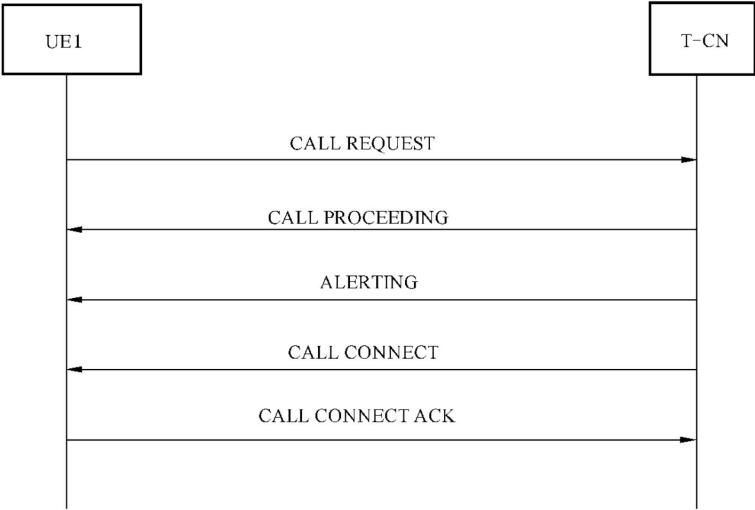 UE1
T-CN
CALL REQUEST
CALL PROCEEDING
ALERTING
CALL CONNECT
CALL CONNECT ACK